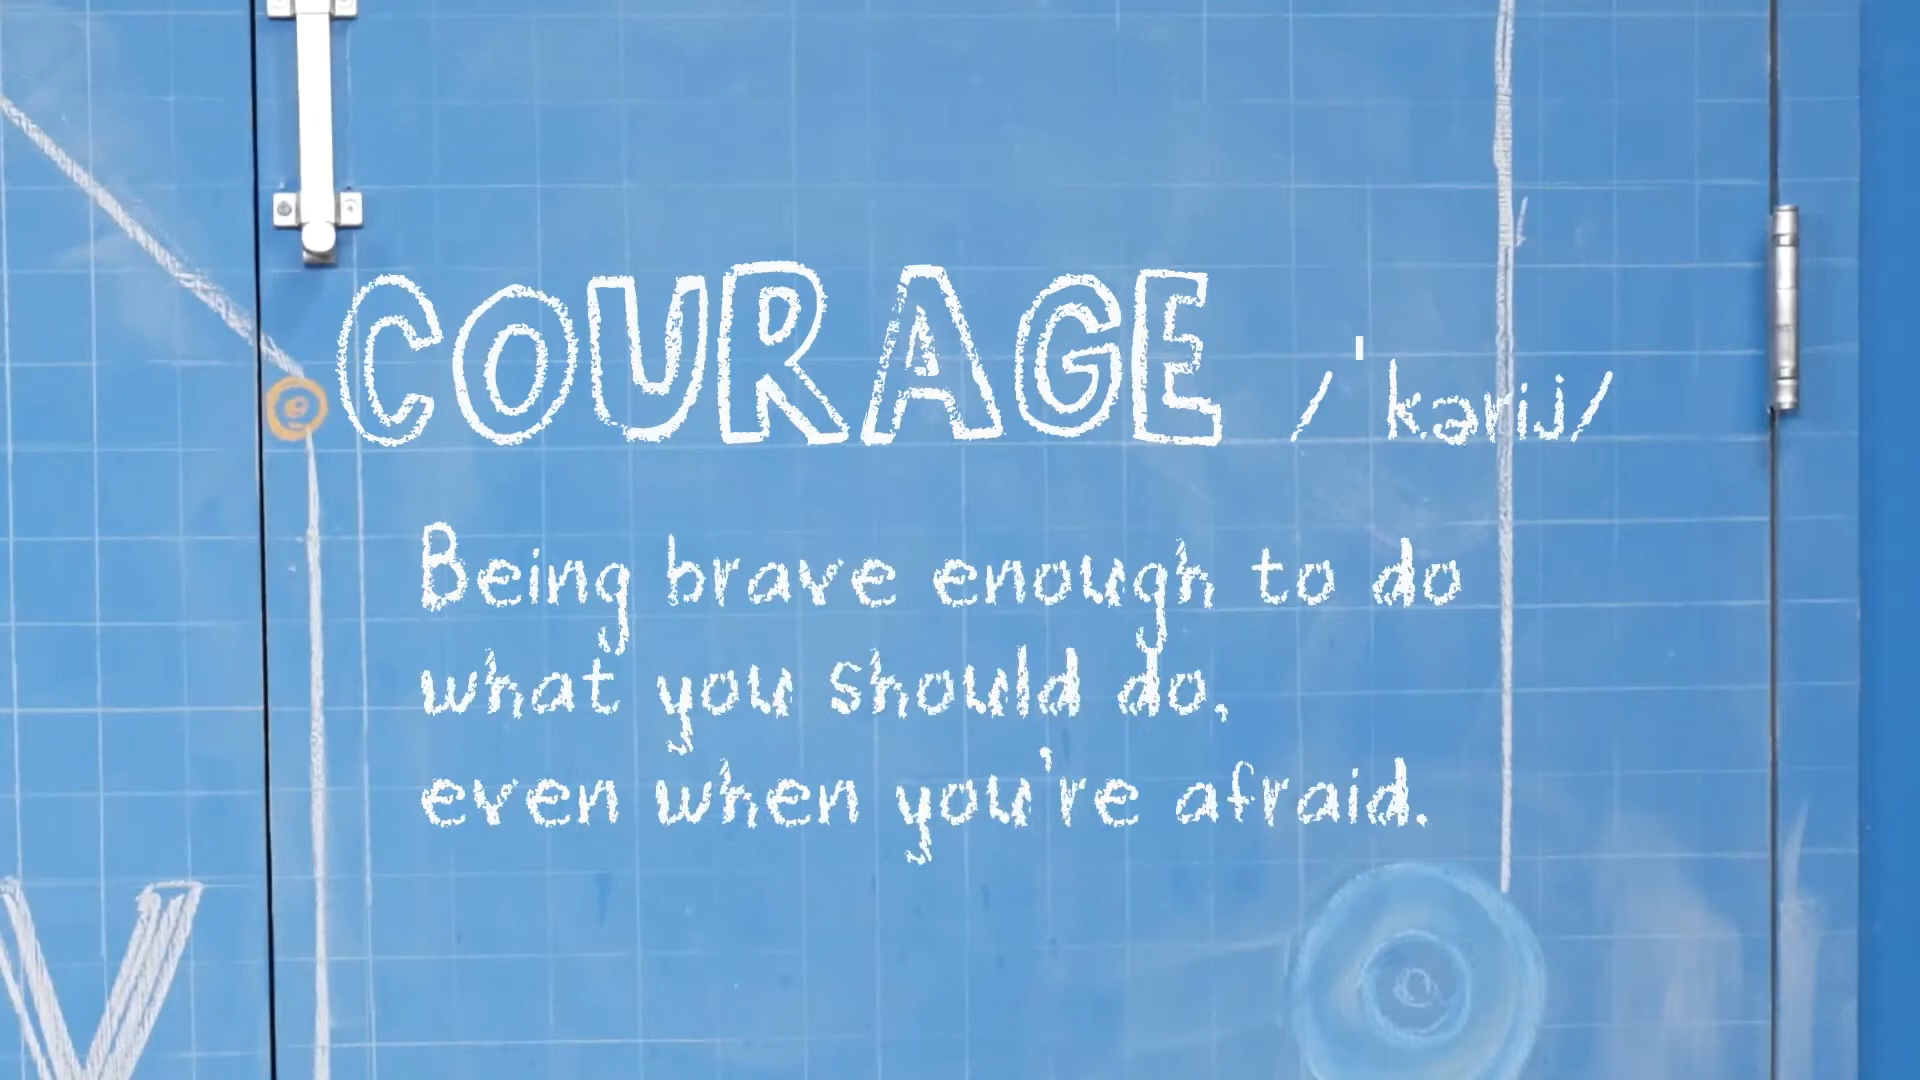 COURAGE /ˈkərij/
Being brave enough to do
what you should do,
even when you're afraid.
V